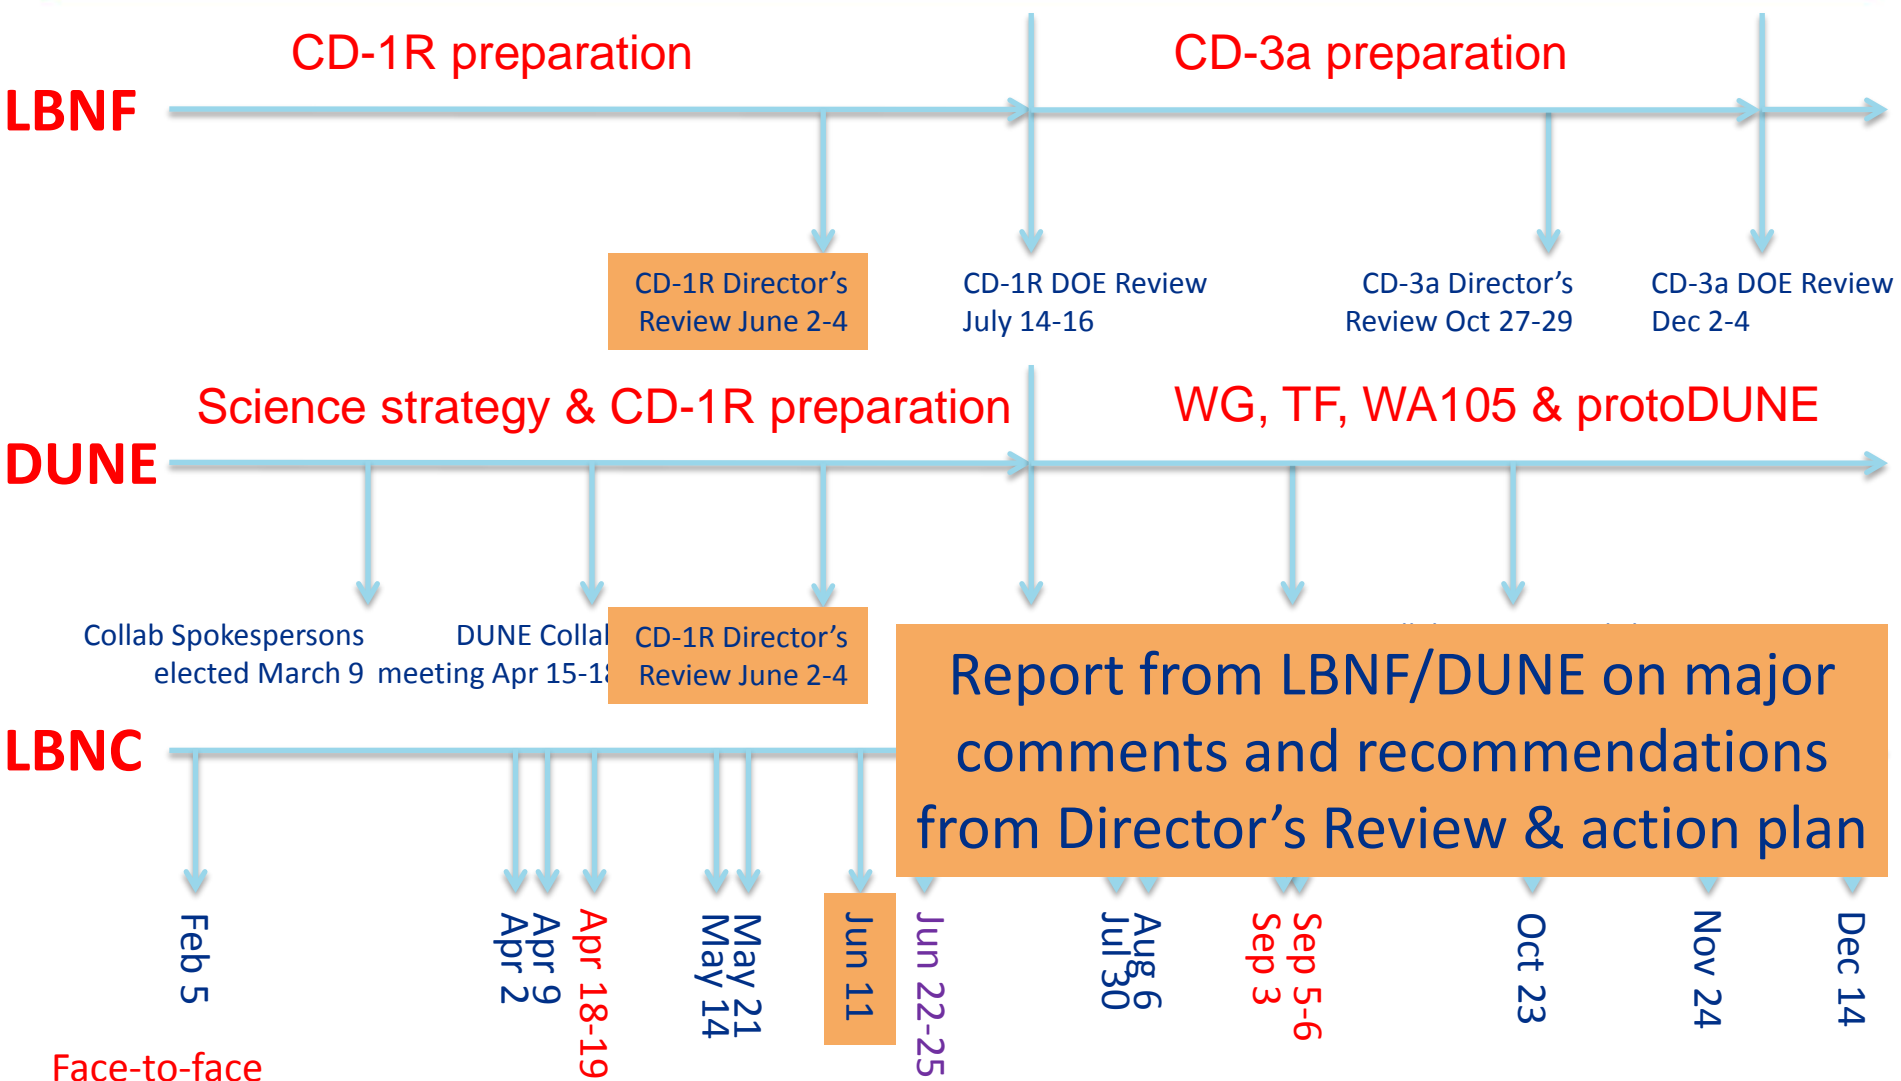 CD-1R preparation
CD-3a preparation
LBNF
CD-1R Director's
Review June 2-4
CD-1R DOE Review
July 14-16
CD-3a Director's
Review Oct 27-29
CD-3a DOE Review
Dec 2-4
Science strategy & CD-1R preparation
WG, TF, WA105 & protoDUNE
DUNE
Collab Spokespersons
elected March 9
DUNE Collab
meeting Apr 15-18
CD-1R Director's
Review June 2-4
Report from LBNF/DUNE on major
comments and recommendations
from Director's Review & action plan
LBNC
Feb 5
Apr 2
Apr 9
Apr 18-19
May 14
May 21
Jun 11
Jun 22-25
Jul 30
Aug 6
Sep 3
Sep 5-6
Oct 23
Nov 24
Dec 14
Face-to-face